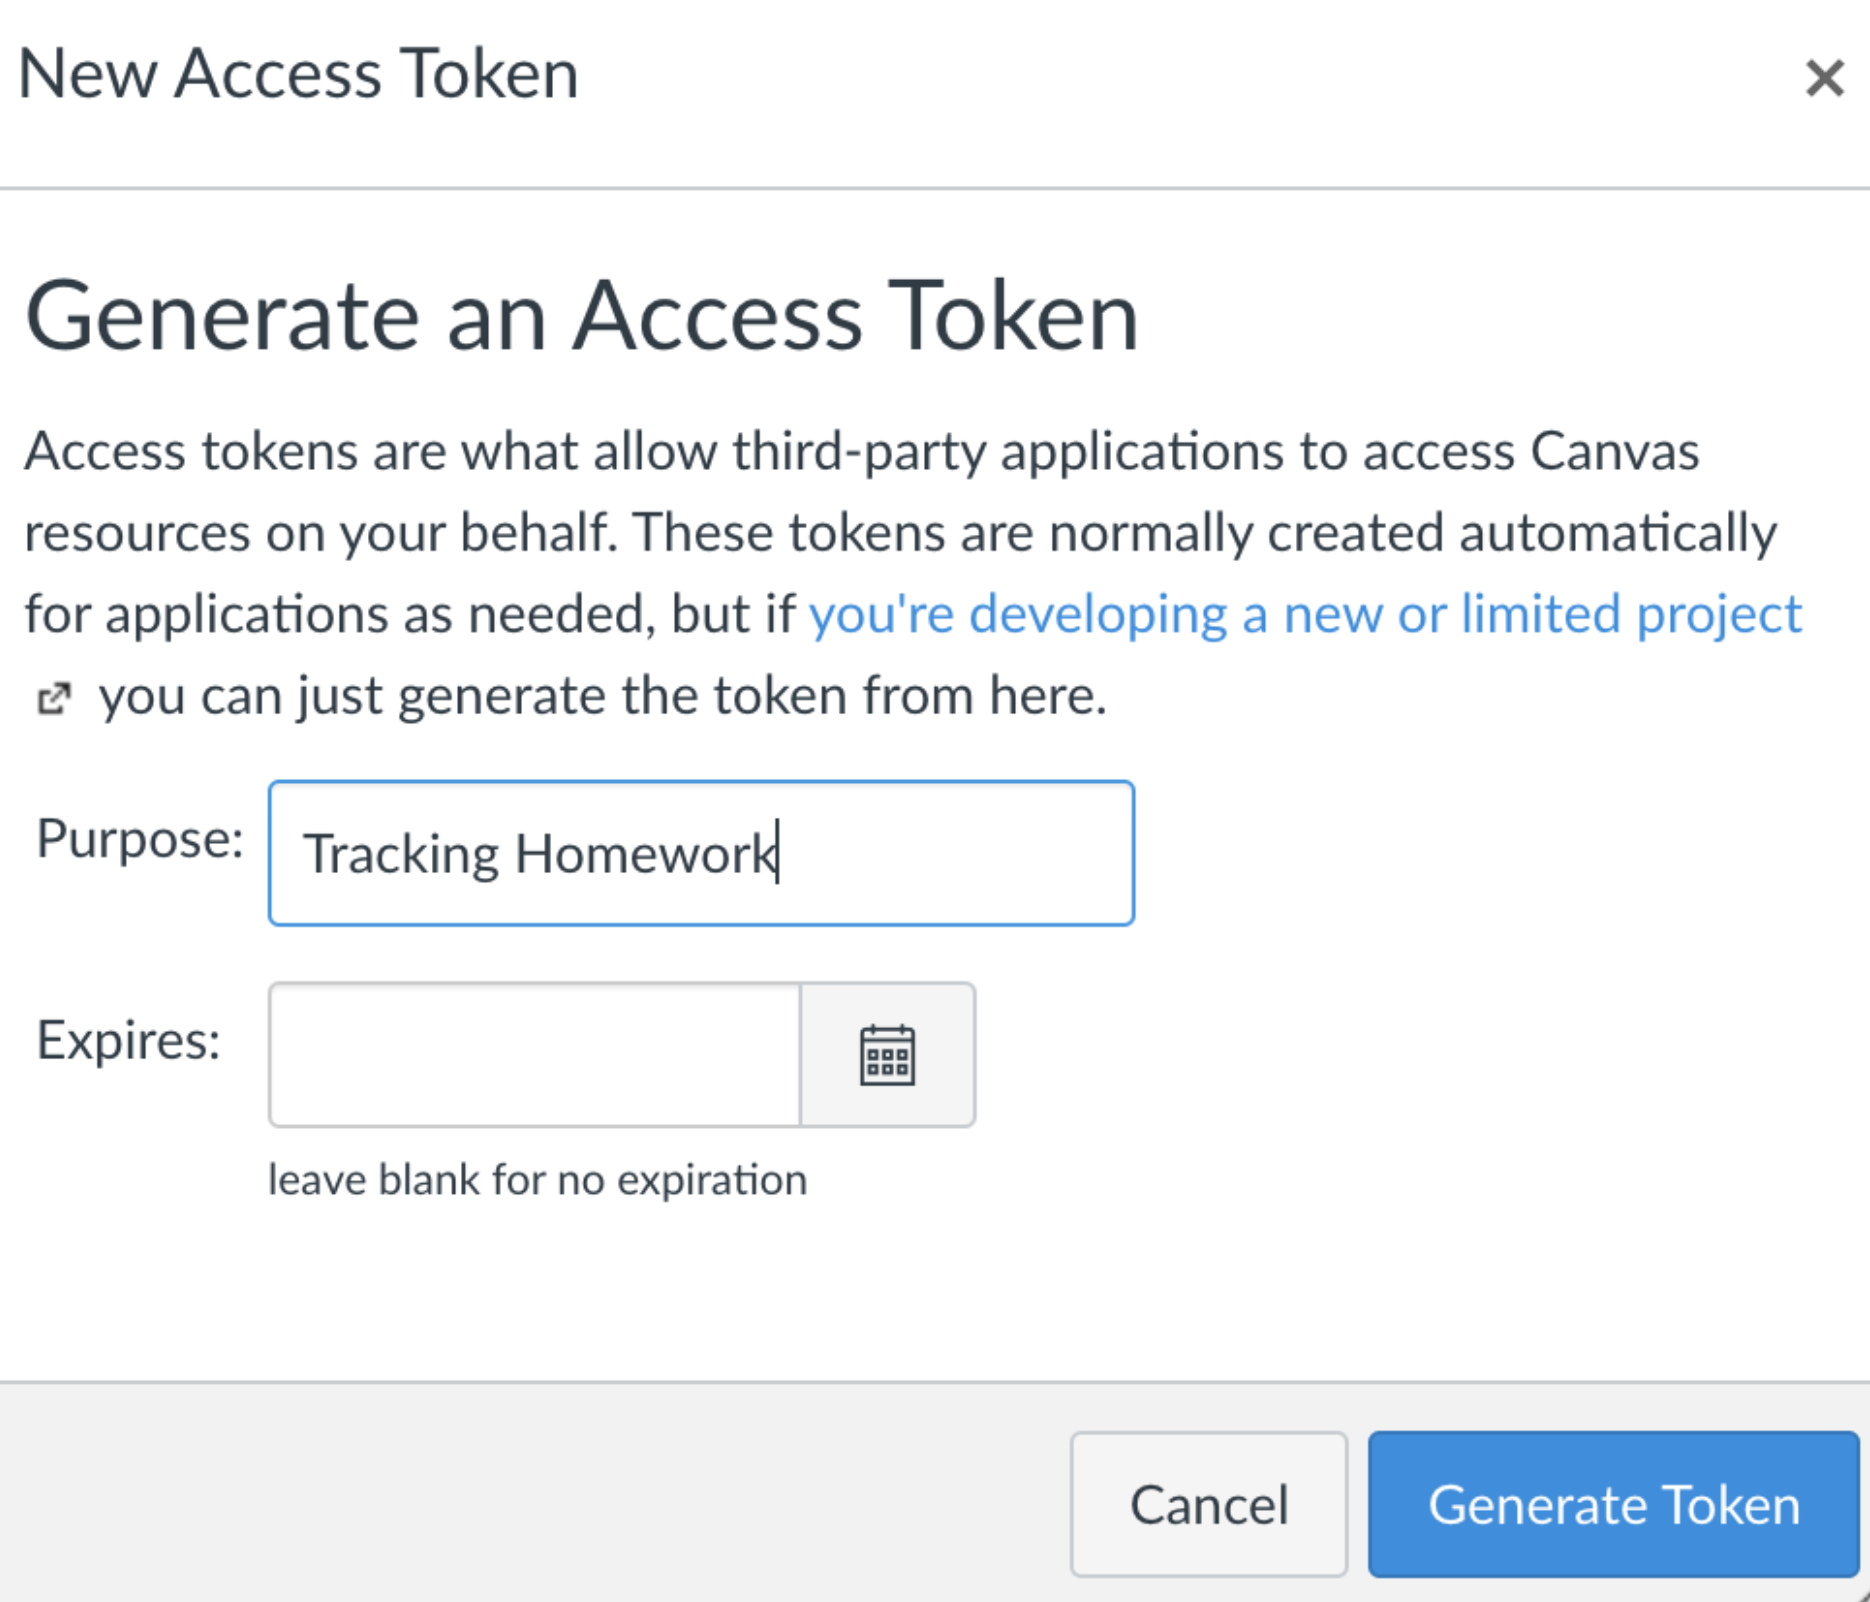 New Access Token
Generate an Access Token
Access tokens are what allow third-party applications to access Canvas
resources on your behalf. These tokens are normally created automatically
for applications as needed, but if you're developing a new or limited project
you can just generate the token from here.
Purpose: Tracking Homework
Expires:
leave blank for no expiration
Cancel Generate Token